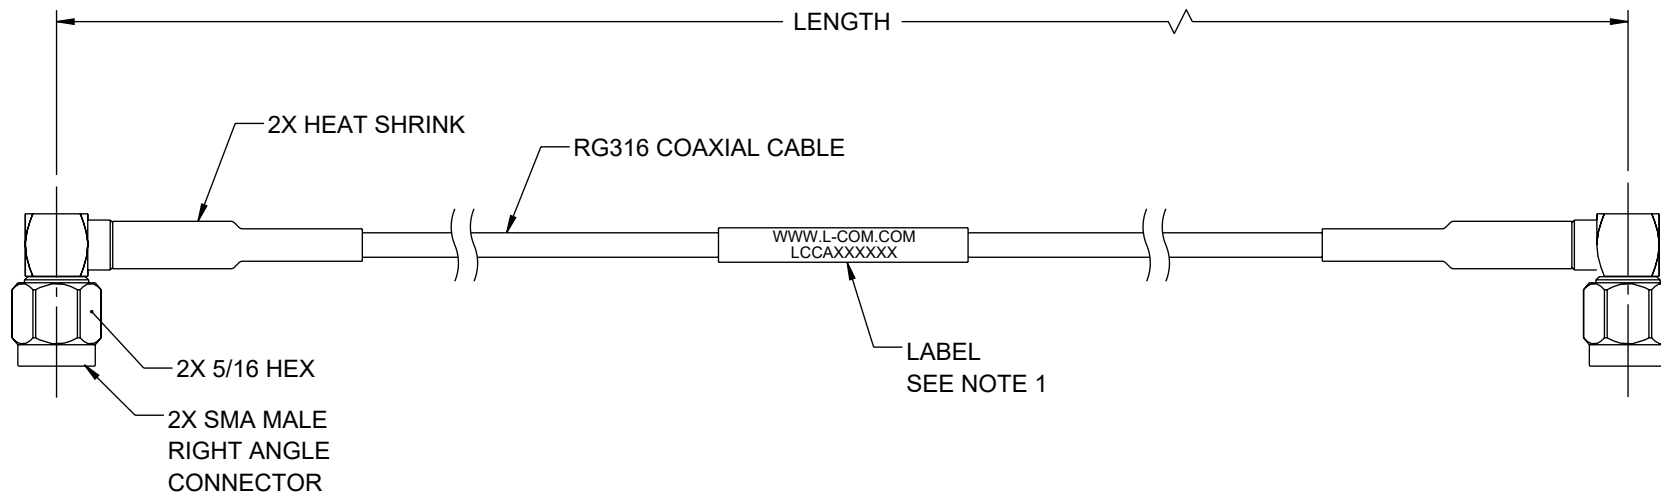 LENGTH
2X HEAT SHRINK
RG316 COAXIAL CABLE
WWW.L-COM.COM
LCCAXXXXXX
LABEL
SEE NOTE 1
2X 5/16 HEX
2X SMA MALE
RIGHT ANGLE
CONNECTOR